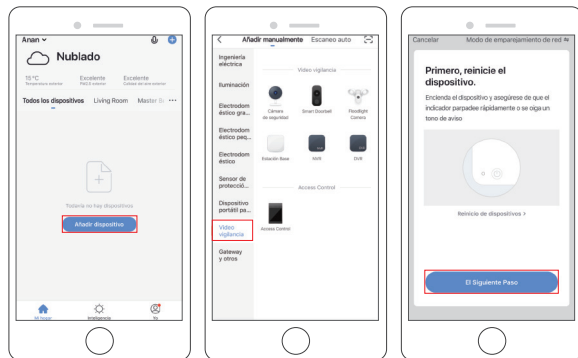 Anan
Nublado
15°C
Excelente
Excelente
Temperatura exterior
PM2.5 exterior
Calidad del aire exterior
Todos los dispositivos
Living Room
Master
Todavía no hay dispositivos
Añadir dispositivo
Mi hogar
Inteligencia
Yo
Añadir manualmente
Escaneo auto
Ingeniería
eléctrica
Iluminación
Electrodom
éstico gra...
Electrodom
éstico peq...
Electrodom
éstico
Sensor de
protecció...
Dispositivo
portátil pa...
Vídeo
vigilancia
Gateway
y otros
Vídeo vigilancia
Cámara
de seguridad
Smart Doorbell
Floodlight
Camera
Estación Base
NVR
DVR
Access Control
Access Control
Cancelar
Modo de emparejamiento de red
Primero, reinicie el
dispositivo.
Encienda el dispositivo y asegúrese de que el
indicador parpadee rápidamente o se oiga un
tono de aviso
Reinicio de dispositivos >
El Siguiente Paso